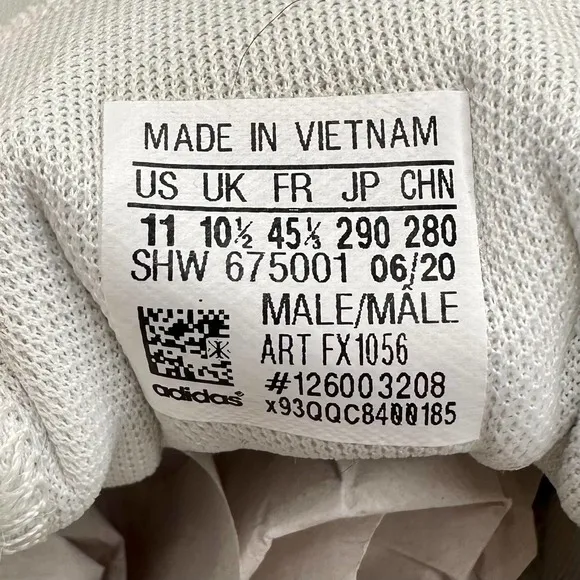 MADE IN VIETNAM
US UK FR JP CHN
11 10½ 45⅓ 290 280
SHW 675001 06/20
MALE/MÂLE
ART FX1056
#126003208
adidas
x93QQC8400185